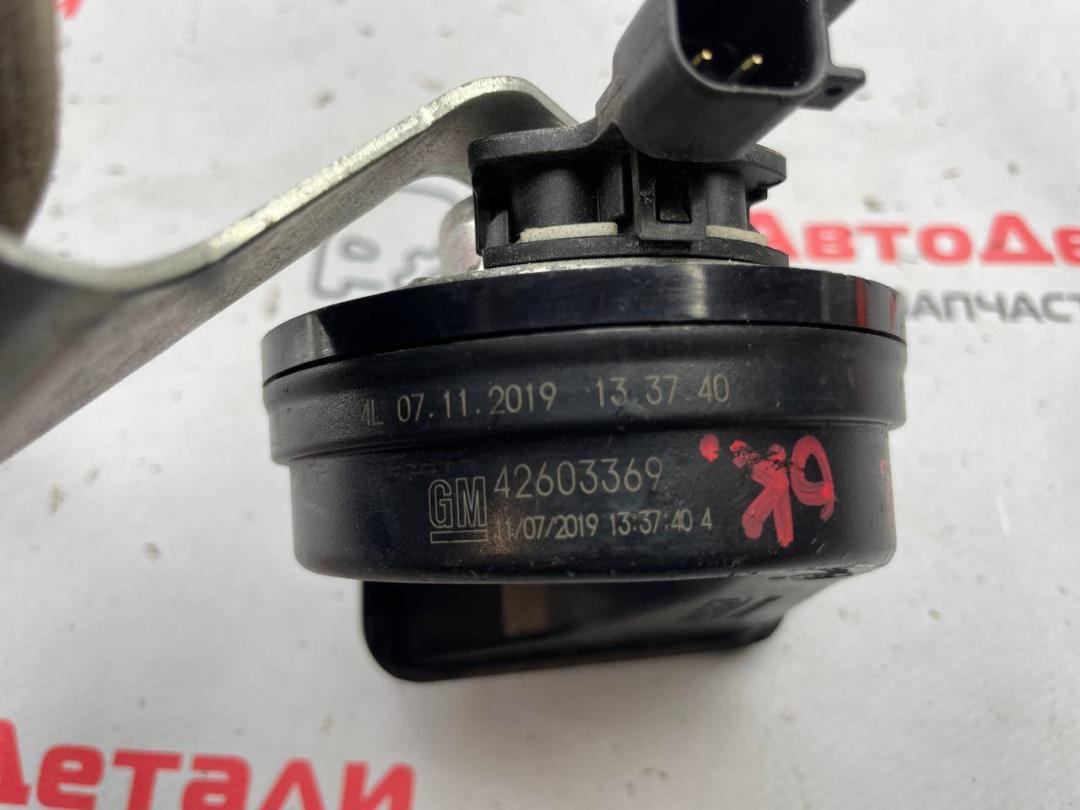 Детали
АвтоДе
АПЧАСТ
4L 07.11.2019 13 37 40
GM 42603369
11/07/2019 13:37:40 4
Детали